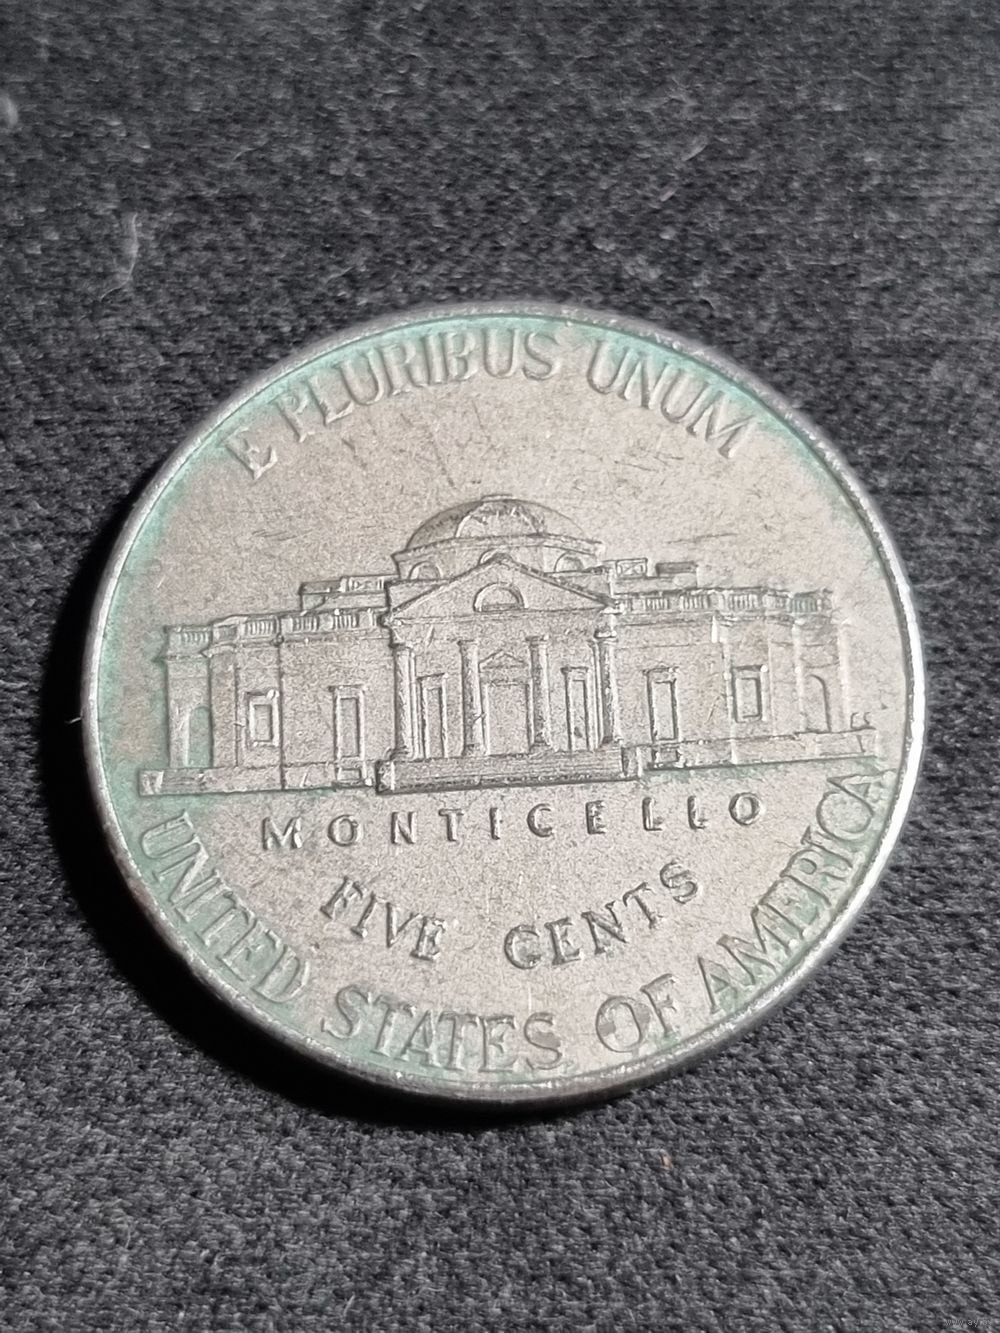 E PLURIBUS UNUM
MONTICELLO
FIVE CENTS
UNITED STATES OF AMERICA